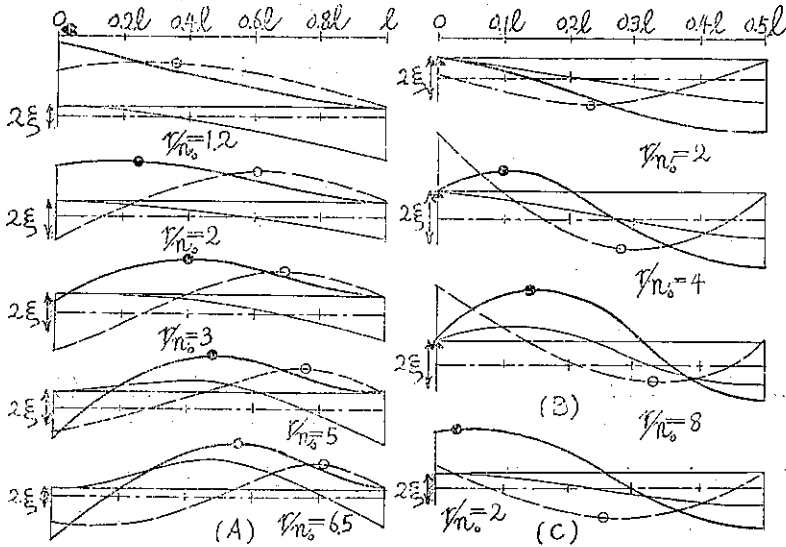 0 0.2l 0.4l 0.6l 0.8l l
2ξ
r/n₀=1.2
2ξ
r/n₀=2
2ξ
r/n₀=3
2ξ
r/n₀=5
2ξ
(A)
r/n₀=6.5
0 0.1l 0.2l 0.3l 0.4l 0.5l
2ξ
r/n₀=2
2ξ
r/n₀=4
2ξ
(B)
r/n₀=8
2ξ
r/n₀=2
(C)